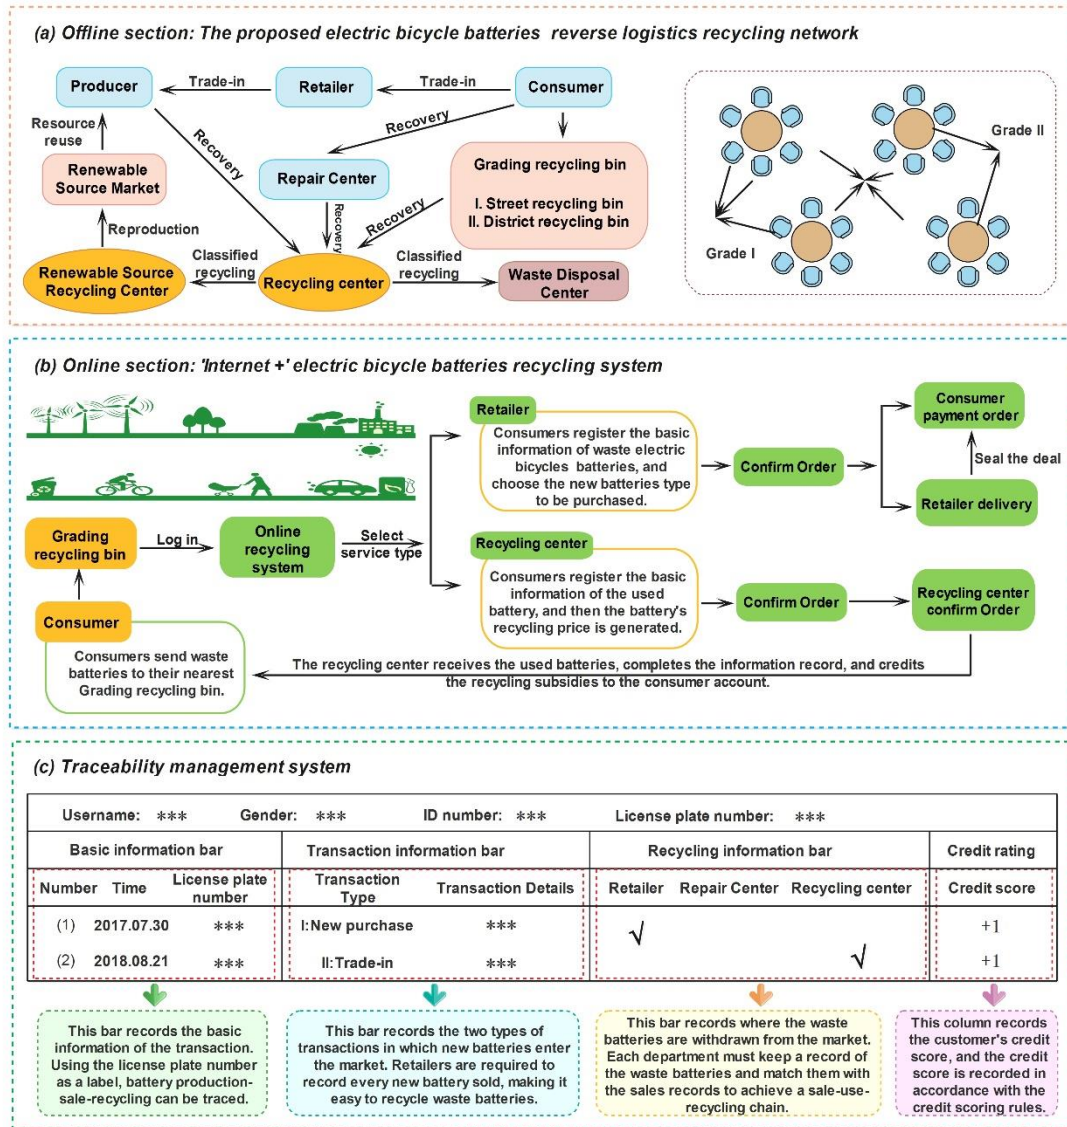 (a) Offline section: The proposed electric bicycle batteries reverse logistics recycling network
Producer
Trade-in
Retailer
Trade-in
Consumer
Resource
reuse
Recovery
Recovery
Renewable
Source Market
Repair Center
Grading recycling bin
I. Street recycling bin
II. District recycling bin
Reproduction
Recovery
Recovery
Renewable Source
Recycling Center
Classified
recycling
Recycling center
Classified
recycling
Waste Disposal
Center
Grade II
Grade I
(b) Online section: 'Internet +' electric bicycle batteries recycling system
Retailer
Consumers register the basic
information of waste electric
bicycles batteries, and
choose the new batteries type
to be purchased.
Confirm Order
Consumer
payment order
Seal the deal
Retailer delivery
Grading
recycling bin
Log in
Online
recycling
system
Select
service type
Recycling center
Consumers register the basic
information of the used
battery, and then the battery's
recycling price is generated.
Confirm Order
Recycling center
confirm Order
Consumer
Consumers send waste
batteries to their nearest
Grading recycling bin.
The recycling center receives the used batteries, completes the information record, and credits
the recycling subsidies to the consumer account.
(c) Traceability management system
Username: *** Gender: *** ID number: *** License plate number: ***
Basic information bar Transaction information bar Recycling information bar Credit rating
Number Time License plate number Transaction Type Transaction Details Retailer Repair Center Recycling center Credit score
(1) 2017.07.30 *** I:New purchase *** √ +1
(2) 2018.08.21 *** II:Trade-in *** √ +1
This bar records the basic
information of the transaction.
Using the license plate number
as a label, battery production-
sale-recycling can be traced.
This bar records the two types of
transactions in which new batteries enter
the market. Retailers are required to
record every new battery sold, making it
easy to recycle waste batteries.
This bar records where the waste
batteries are withdrawn from the market.
Each department must keep a record of
the waste batteries and match them with
the sales records to achieve a sale-use-
recycling chain.
This column records
the customer's credit
score, and the credit
score is recorded in
accordance with the
credit scoring rules.